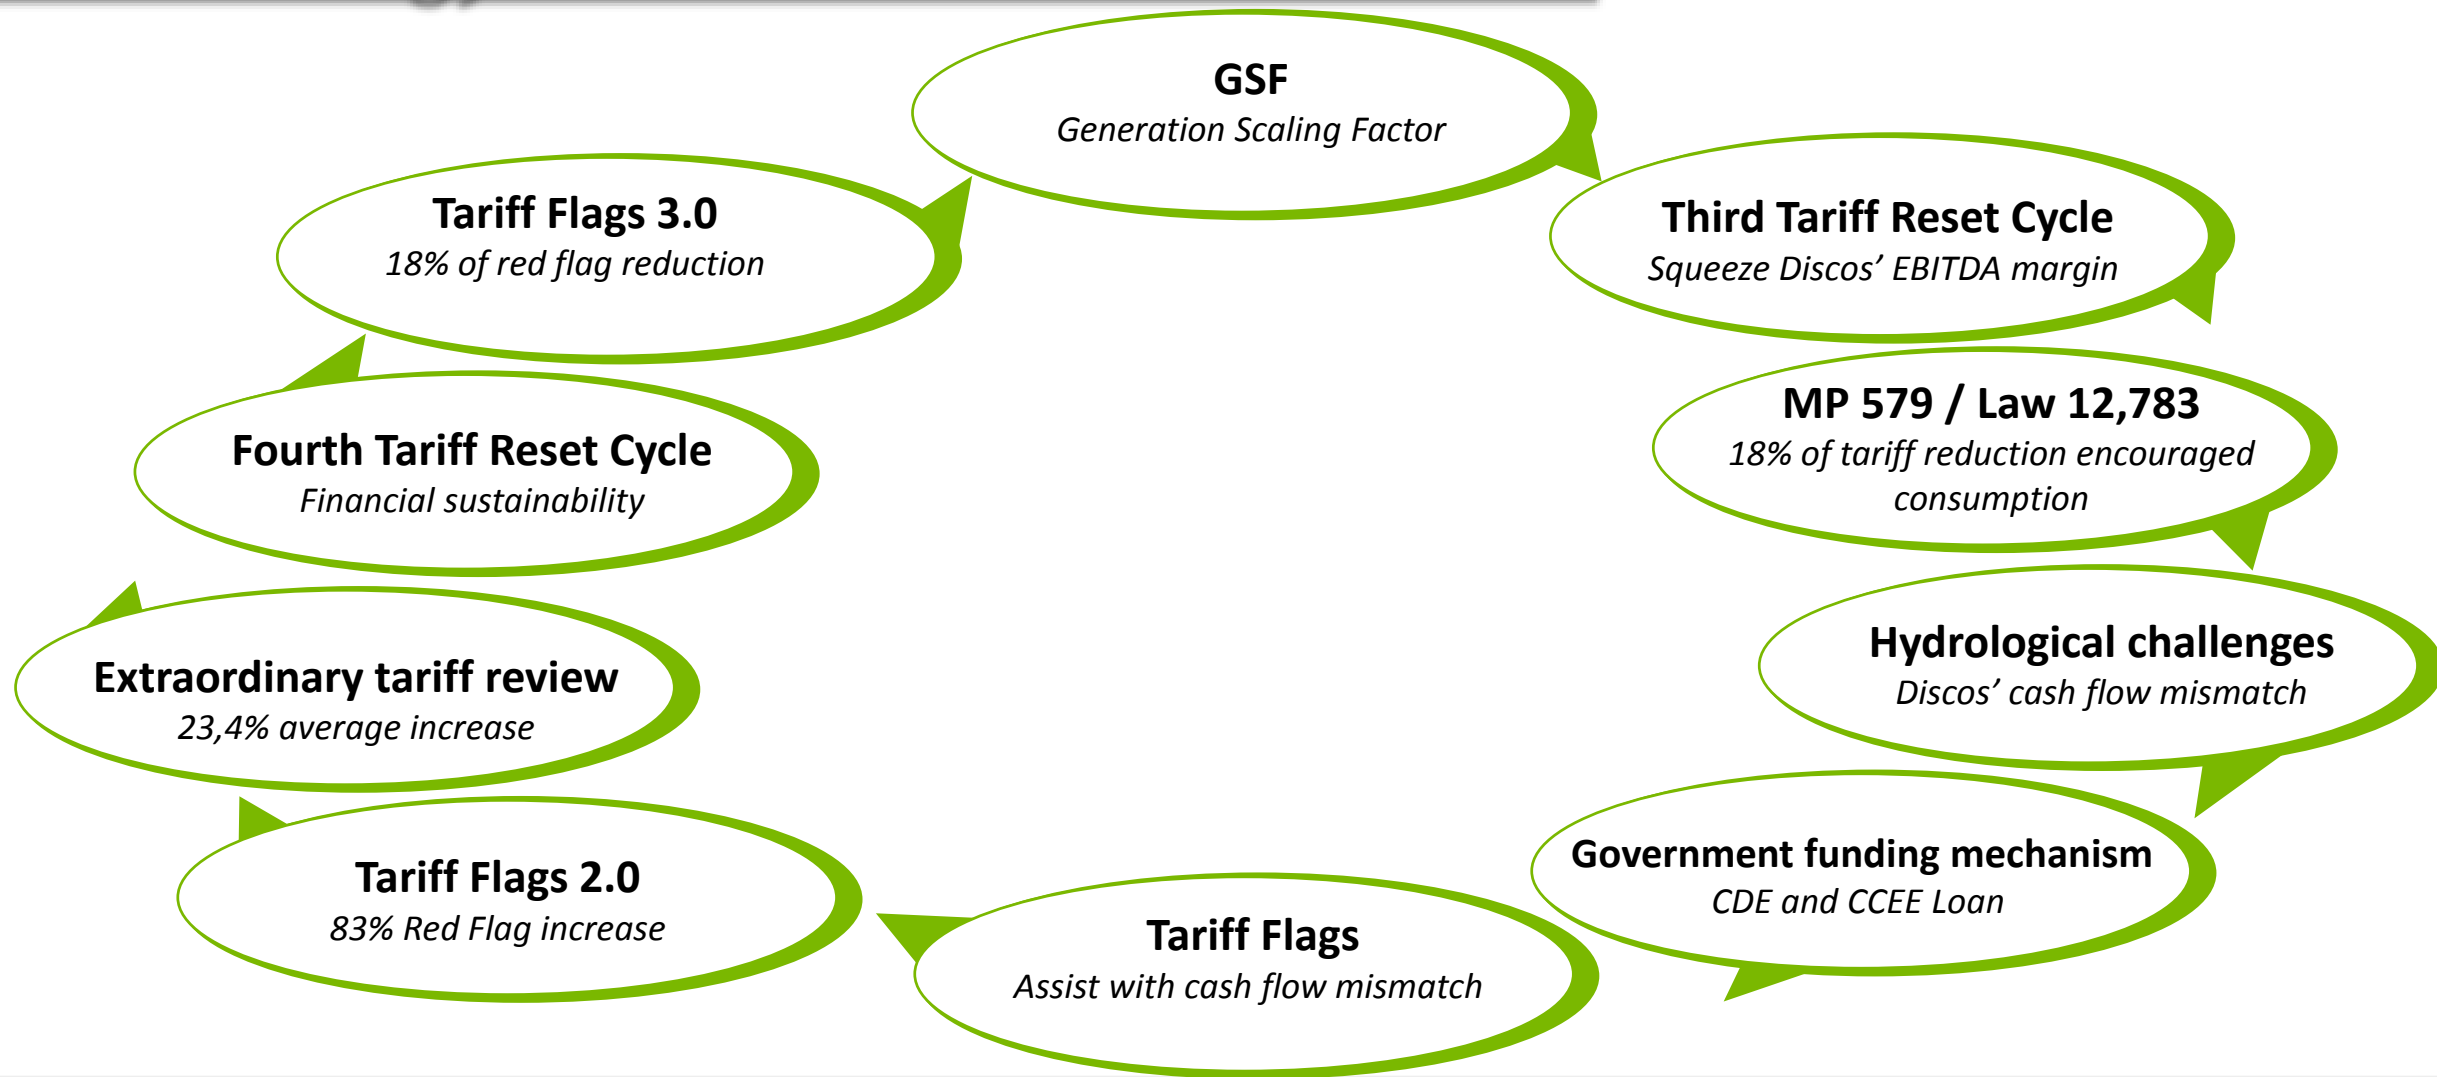 GSF
Generation Scaling Factor
Third Tariff Reset Cycle
Squeeze Discos’ EBITDA margin
MP 579 / Law 12,783
18% of tariff reduction encouraged
consumption
Hydrological challenges
Discos’ cash flow mismatch
Government funding mechanism
CDE and CCEE Loan
Tariff Flags
Assist with cash flow mismatch
Tariff Flags 2.0
83% Red Flag increase
Extraordinary tariff review
23,4% average increase
Fourth Tariff Reset Cycle
Financial sustainability
Tariff Flags 3.0
18% of red flag reduction